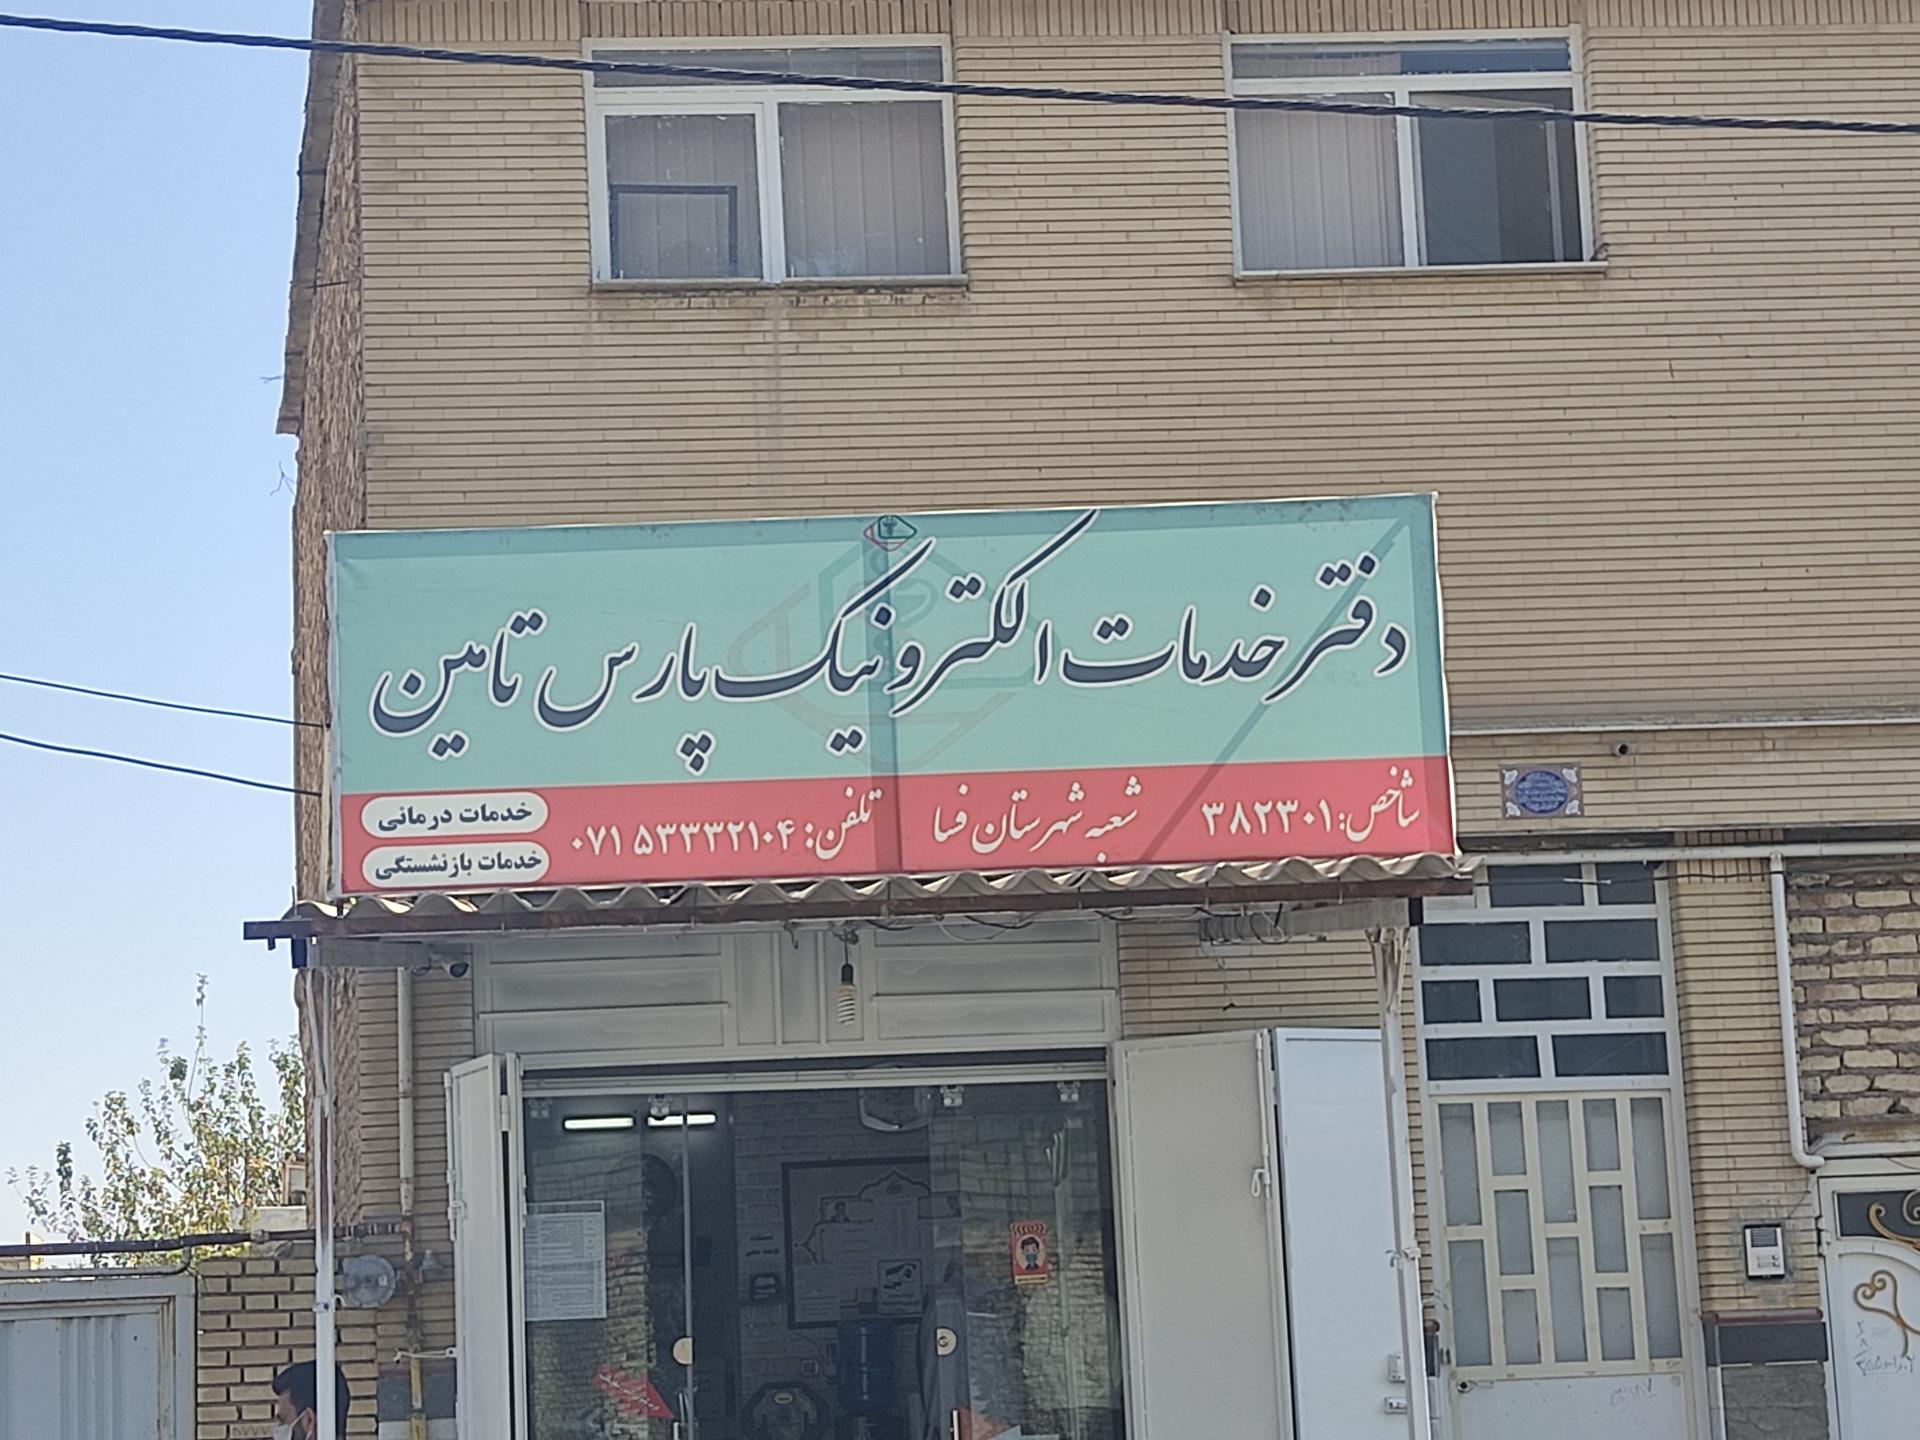 دفتر خدمات الکترونیک پارس تامین
شاخص: ۳۸۲۳۰۱
شعبه شهرستان فسا
تلفن: ۰۷۱ ۵۳۳۳۲۱۰۴
خدمات درمانی
خدمات بازنشستگی